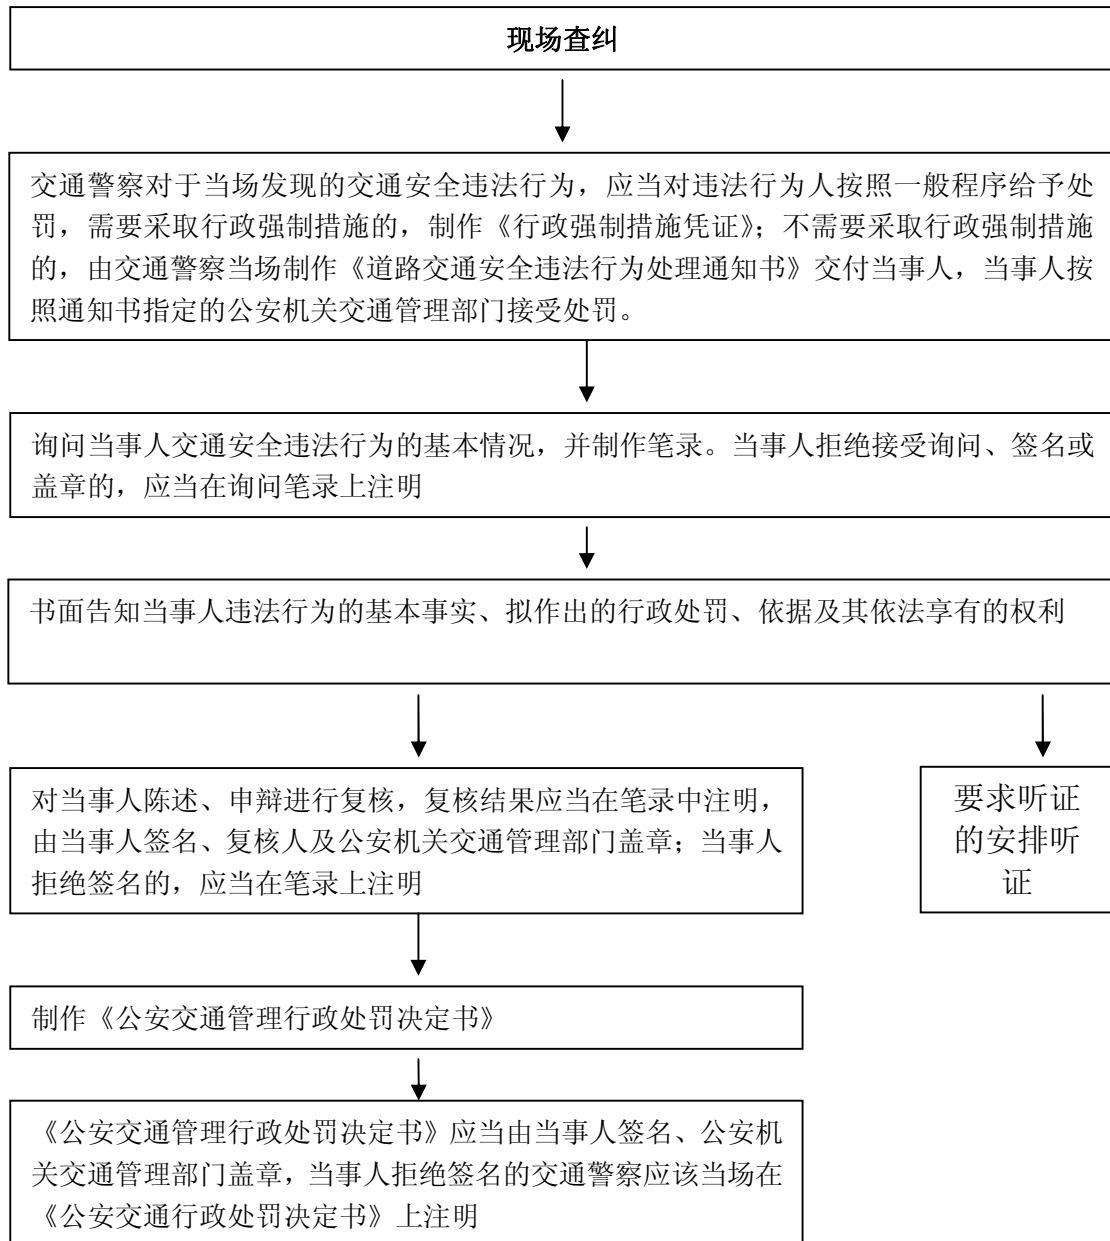 现场查纠
交通警察对于当场发现的交通安全违法行为，应当对违法行为人按照一般程序给予处
罚，需要采取行政强制措施的，制作《行政强制措施凭证》；不需要采取行政强制措施
的，由交通警察当场制作《道路交通安全违法行为处理通知书》交付当事人，当事人按
照通知书指定的公安机关交通管理部门接受处罚。
询问当事人交通安全违法行为的基本情况，并制作笔录。当事人拒绝接受询问、签名或
盖章的，应当在询问笔录上注明
书面告知当事人违法行为的基本事实、拟作出的行政处罚、依据及其依法享有的权利
对当事人陈述、申辩进行复核，复核结果应当在笔录中注明，
由当事人签名、复核人及公安机关交通管理部门盖章；当事人
拒绝签名的，应当在笔录上注明
要求听证
的安排听
证
制作《公安交通管理行政处罚决定书》
《公安交通管理行政处罚决定书》应当由当事人签名、公安机
关交通管理部门盖章，当事人拒绝签名的交通警察应该当场在
《公安交通行政处罚决定书》上注明